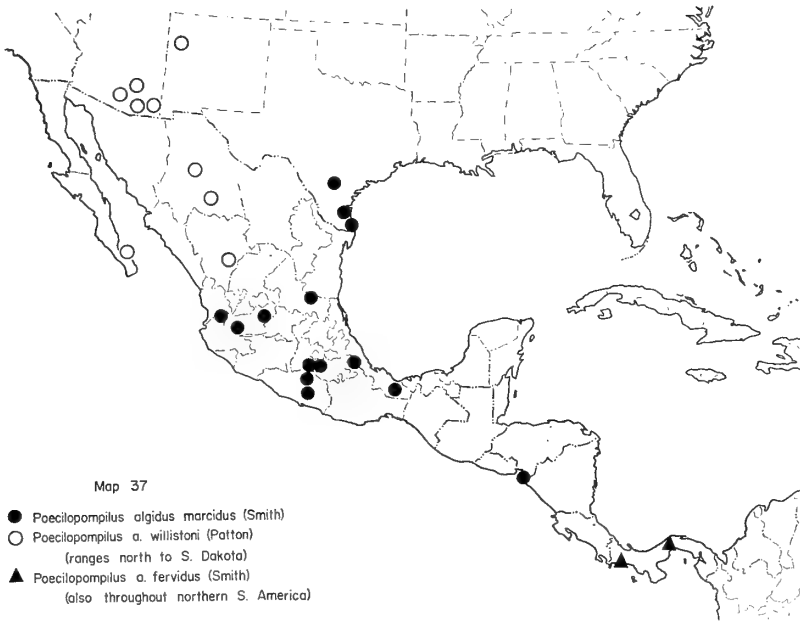 Map 37
Poecilopompilus algidus marcidus (Smith)
Poecilopompilus a. willistoni (Patton)
(ranges north to S. Dakota)
Poecilopompilus a. fervidus (Smith)
(also throughout northern S. America)